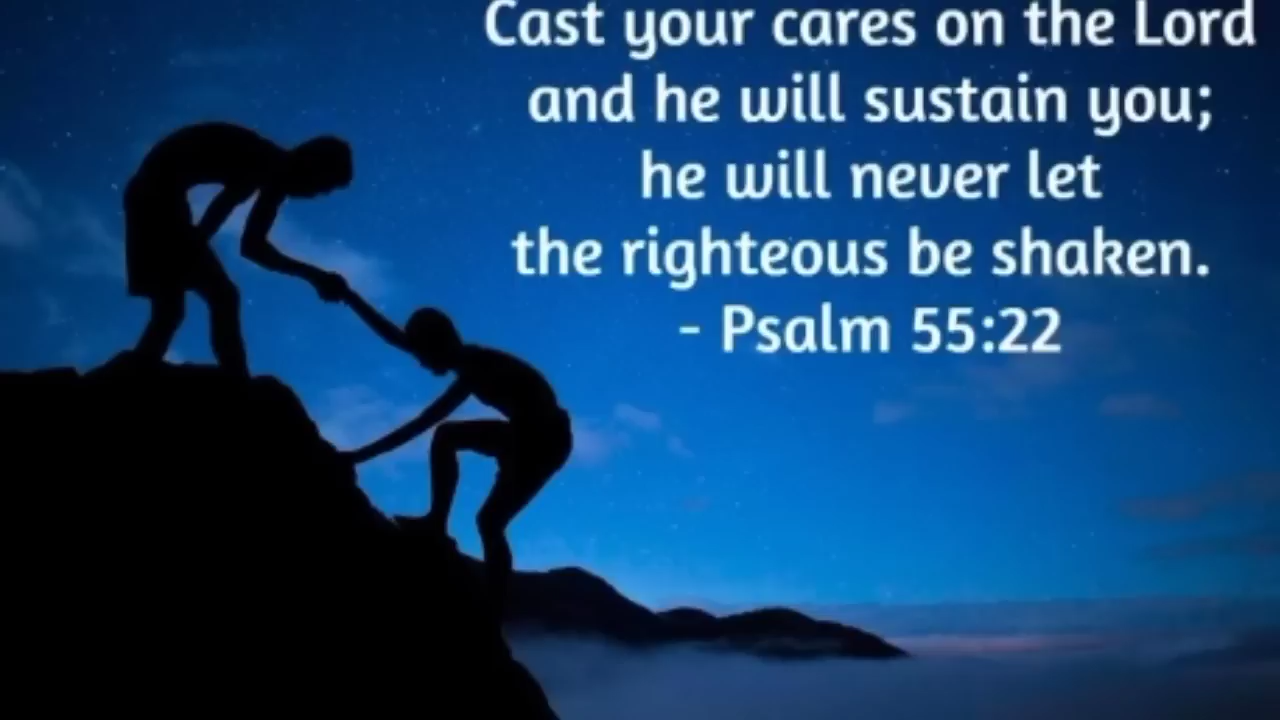 Cast your cares on the Lord
and he will sustain you;
he will never let
the righteous be shaken.
- Psalm 55:22